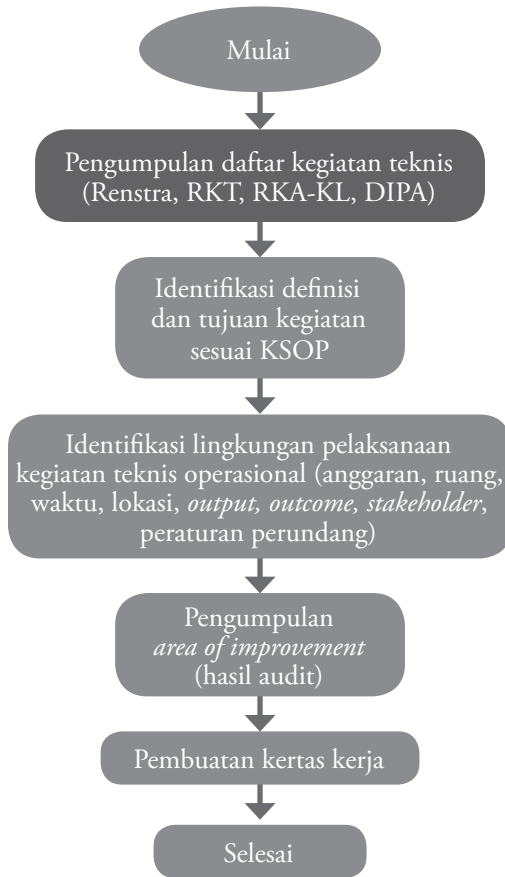 Mulai
Pengumpulan daftar kegiatan teknis
(Renstra, RKT, RKA-KL, DIPA)
Identifikasi definisi
dan tujuan kegiatan
sesuai KSOP
Identifikasi lingkungan pelaksanaan
kegiatan teknis operasional (anggaran, ruang,
waktu, lokasi, output, outcome, stakeholder,
peraturan perundang)
Pengumpulan
area of improvement
(hasil audit)
Pembuatan kertas kerja
Selesai